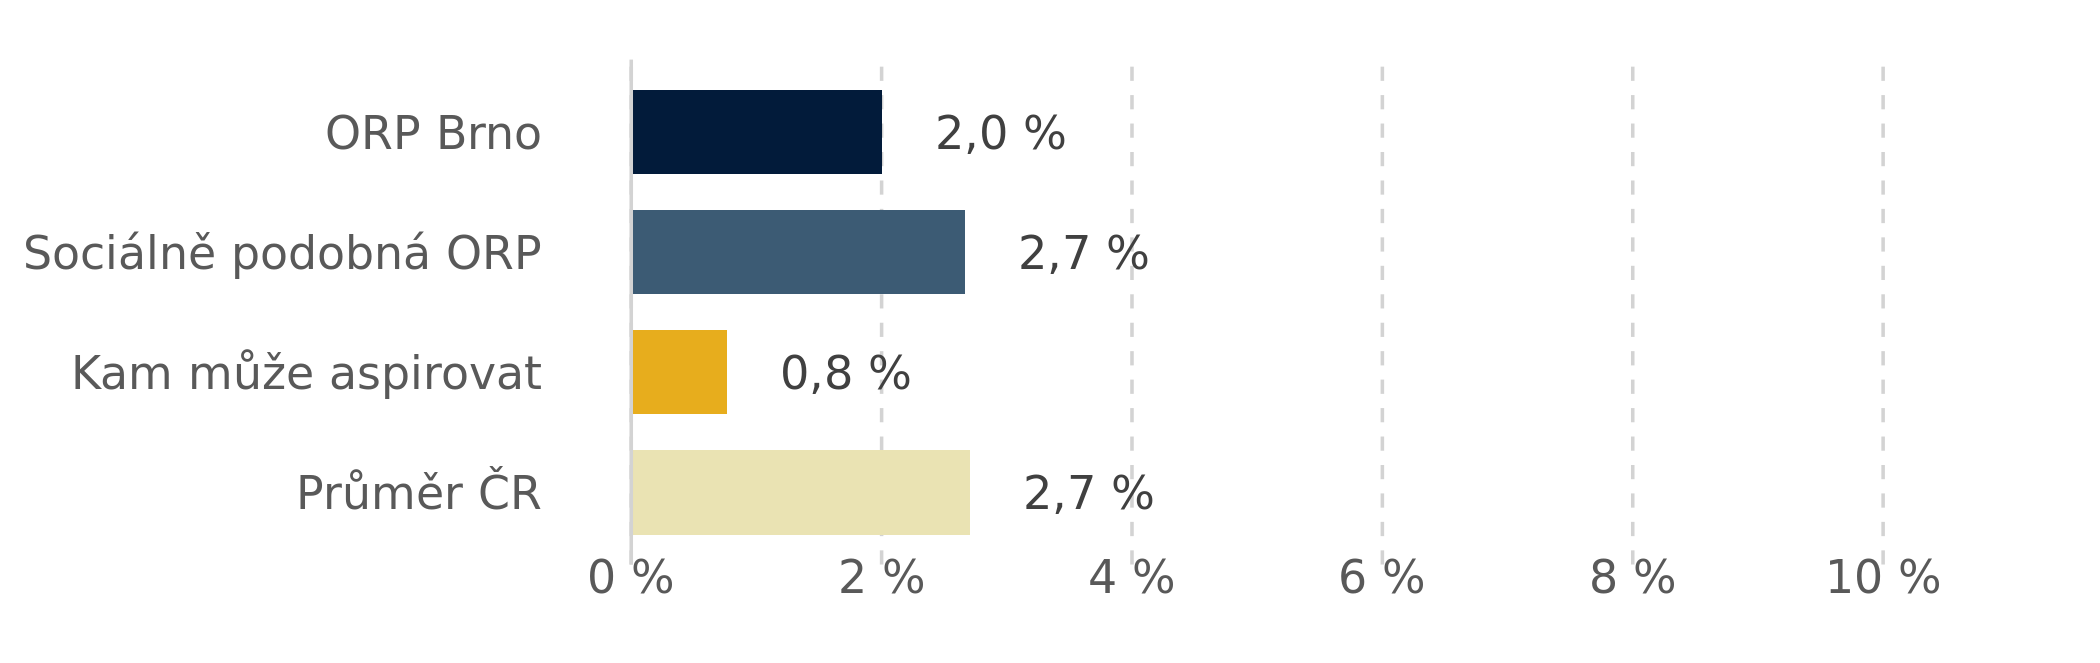 ORP Brno 2,0 %
Sociálně podobná ORP 2,7 %
Kam může aspirovat 0,8 %
Průměr ČR 2,7 %
0 % 2 % 4 % 6 % 8 % 10 %